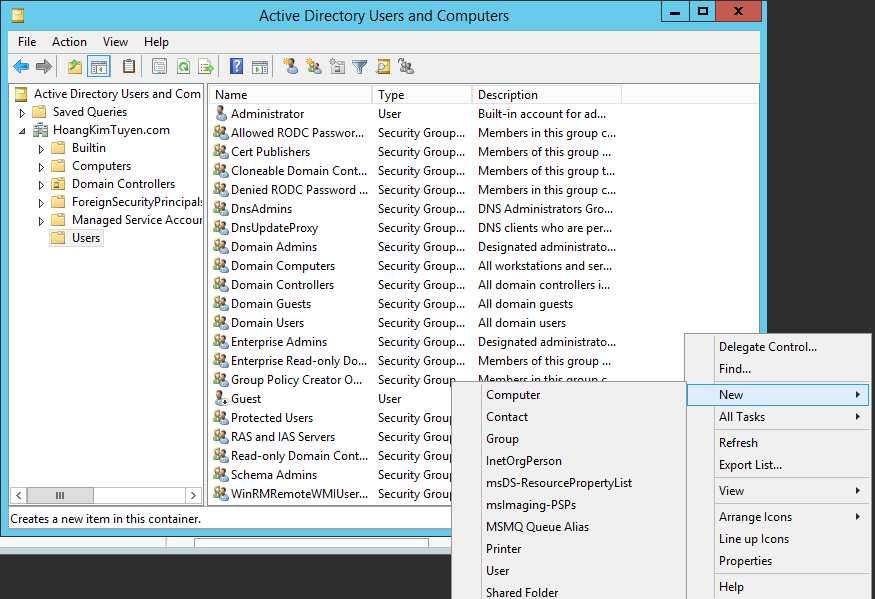 Active Directory Users and Computers
File Action View Help
Active Directory Users and Com
Saved Queries
HoangKimTuyen.com
Builtin
Computers
Domain Controllers
ForeignSecurityPrincipals
Managed Service Accour
Users
Name Type Description
Administrator User Built-in account for ad...
Allowed RODC Passwor... Security Group... Members in this group c...
Cert Publishers Security Group... Members of this group ...
Cloneable Domain Cont... Security Group... Members of this group t...
Denied RODC Password ... Security Group... Members in this group c...
DnsAdmins Security Group... DNS Administrators Gro...
DnsUpdateProxy Security Group... DNS clients who are per...
Domain Admins Security Group... Designated administrato...
Domain Computers Security Group... All workstations and ser...
Domain Controllers Security Group... All domain controllers i...
Domain Guests Security Group... All domain guests
Domain Users Security Group... All domain users
Enterprise Admins Security Group... Designated administrato...
Enterprise Read-only Do... Security Group... Members of this group ...
Group Policy Creator O... Security Group... Members in this group c...
Guest User
Protected Users Security Group
RAS and IAS Servers Security Group
Read-only Domain Cont... Security Group
Schema Admins Security Group
WinRMRemoteWMIUser... Security Group
Creates a new item in this container.
Delegate Control...
Find...
New
All Tasks
Refresh
Export List...
View
Arrange Icons
Line up Icons
Properties
Help
Computer
Contact
Group
InetOrgPerson
msDS-ResourcePropertyList
msImaging-PSPs
MSMQ Queue Alias
Printer
User
Shared Folder